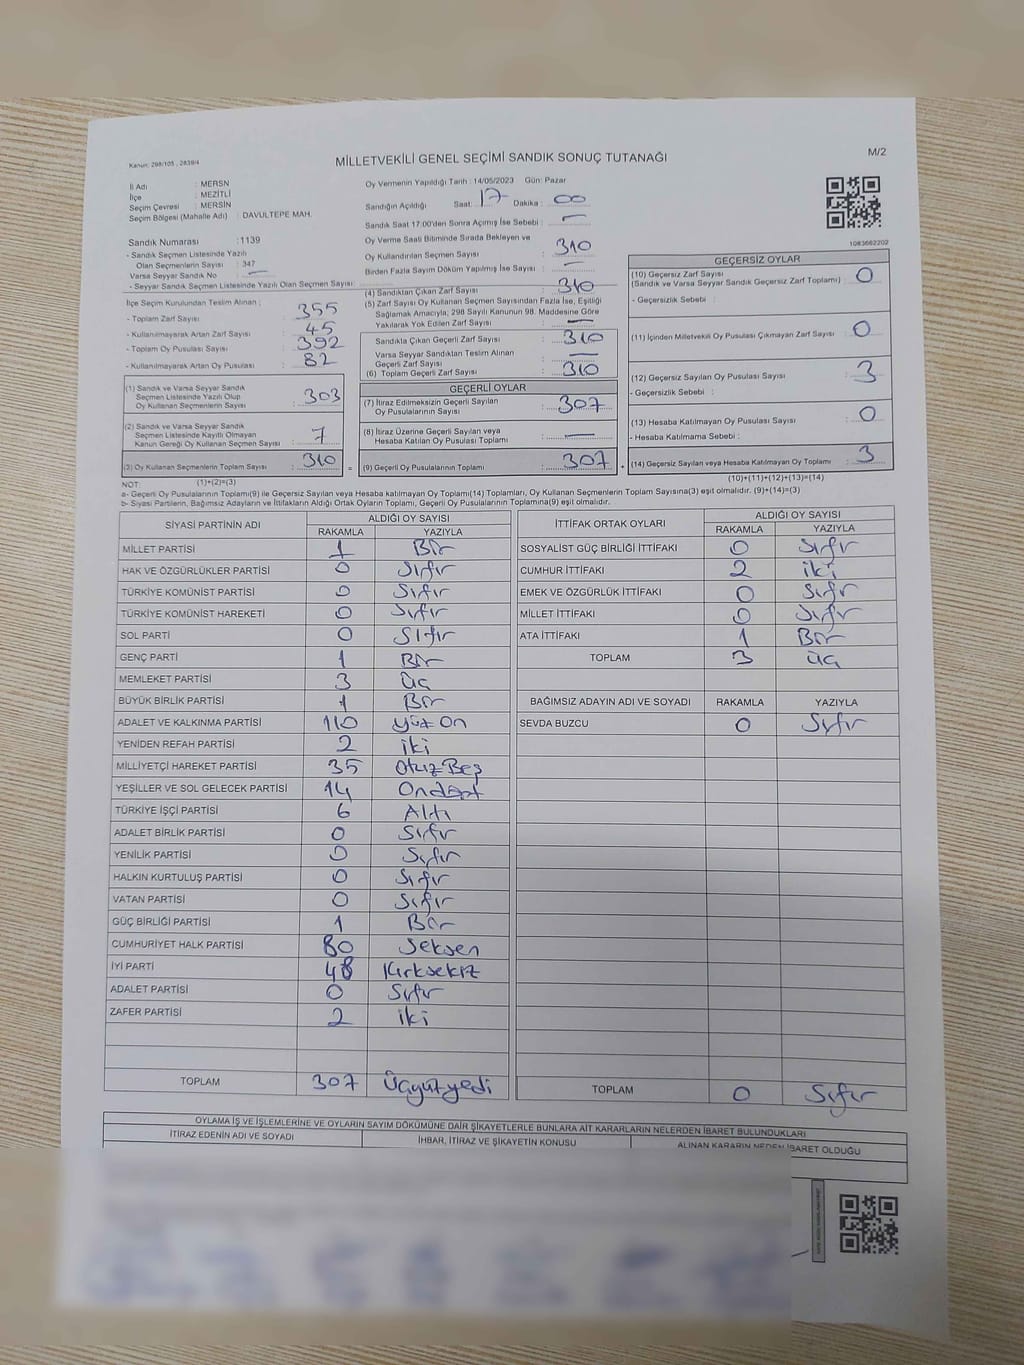 Kanun: 298/105 , 2839/4
MİLLETVEKİLİ GENEL SEÇİMİ SANDIK SONUÇ TUTANAĞI
M/2
İl Adı : MERSN
İlçe : MEZİTLİ
Seçim Çevresi : MERSİN
Seçim Bölgesi (Mahalle Adı) : DAVULTEPE MAH.
Sandık Numarası :1139
- Sandık Seçmen Listesinde Yazılı
Olan Seçmenlerin Sayısı : 347
Varsa Seyyar Sandık No : —
- Seyyar Sandık Seçmen Listesinde Yazılı Olan Seçmen Sayısı:
Oy Vermenin Yapıldığı Tarih :14/05/2023 Gün: Pazar
Sandığın Açıldığı Saat: 17 Dakika : 00
Sandık Saat 17.00'den Sonra Açımış İse Sebebi : —
Oy Verme Saati Bitiminde Sırada Bekleyen ve
Oy Kullandırılan Seçmen Sayısı : 310
Birden Fazla Sayım Döküm Yapılmış İse Sayısı : —
(4) Sandıktan Çıkan Zarf Sayısı : 310
(5) Zarf Sayısı Oy Kullanan Seçmen Sayısından Fazla İse, Eşitliği
Sağlamak Amacıyla, 298 Sayılı Kanunun 98. Maddesine Göre
Yakılarak Yok Edilen Zarf Sayısı : —
Sandıkta Çıkan Geçerli Zarf Sayısı : 310
Varsa Seyyar Sandıktan Teslim Alınan
Geçerli Zarf Sayısı : —
(6) Toplam Geçerli Zarf Sayısı : 310
1083662202
İlçe Seçim Kurulundan Teslim Alınan ;
- Toplam Zarf Sayısı : 355
- Kullanılmayarak Artan Zarf Sayısı : 45
- Toplam Oy Pusulası Sayısı : 392
- Kullanılmayarak Artan Oy Pusulası : 82
(1) Sandık ve Varsa Seyyar Sandık
Seçmen Listesinde Yazılı Olup
Oy Kullanan Seçmenlerin Sayısı : 303
(2) Sandık ve Varsa Seyyar Sandık
Seçmen Listesinde Kayıtlı Olmayan
Kanun Gereği Oy Kullanan Seçmen Sayısı : 7
(3) Oy Kullanan Seçmenlerin Toplam Sayısı : 310
(1)+(2)=(3)
GEÇERLİ OYLAR
(7) İtiraz Edilmeksizin Geçerli Sayılan
Oy Pusulalarının Sayısı : 307
(8) İtiraz Üzerine Geçerli Sayılan veya
Hesaba Katılan Oy Pusulası Toplamı : —
= (9) Geçerli Oy Pusulalarının Toplamı : 307 +
GEÇERSİZ OYLAR
(10) Geçersiz Zarf Sayısı : 0
(Sandık ve Varsa Seyyar Sandık Geçersiz Zarf Toplamı)
- Geçersizlik Sebebi :
(11) İçinden Milletvekili Oy Pusulası Çıkmayan Zarf Sayısı : 0
(12) Geçersiz Sayılan Oy Pusulası Sayısı : 3
- Geçersizlik Sebebi :
(13) Hesaba Katılmayan Oy Pusulası Sayısı : 0
- Hesaba Katılmama Sebebi :
(14) Geçersiz Sayılan veya Hesaba Katılmayan Oy Toplamı : 3
(10)+(11)+(12)+(13)=(14)
NOT:
a- Geçerli Oy Pusulalarının Toplamı(9) ile Geçersiz Sayılan veya Hesaba katılmayan Oy Toplamı(14) Toplamları, Oy Kullanan Seçmenlerin Toplam Sayısına(3) eşit olmalıdır. (9)+(14)=(3)
b- Siyasi Partilerin, Bağımsız Adayların ve İttifakların Aldığı Ortak Oyların Toplamı, Geçerli Oy Pusulalarının Toplamına(9) eşit olmalıdır.
SİYASİ PARTİNİN ADI ALDIĞI OY SAYISI
RAKAMLA YAZIYLA
MİLLET PARTİSİ 1 Bir
HAK VE ÖZGÜRLÜKLER PARTİSİ 0 Sıfır
TÜRKİYE KOMÜNİST PARTİSİ 0 Sıfır
TÜRKİYE KOMÜNİST HAREKETİ 0 Sıfır
SOL PARTİ 0 Sıfır
GENÇ PARTİ 1 Bir
MEMLEKET PARTİSİ 3 Üç
BÜYÜK BİRLİK PARTİSİ 1 Bir
ADALET VE KALKINMA PARTİSİ 110 yüz On
YENİDEN REFAH PARTİSİ 2 iki
MİLLİYETÇİ HAREKET PARTİSİ 35 Otuz Beş
YEŞİLLER VE SOL GELECEK PARTİSİ 14 Ondört
TÜRKİYE İŞÇİ PARTİSİ 6 Altı
ADALET BİRLİK PARTİSİ 0 Sıfır
YENİLİK PARTİSİ 0 Sıfır
HALKIN KURTULUŞ PARTİSİ 0 Sıfır
VATAN PARTİSİ 0 Sıfır
GÜÇ BİRLİĞİ PARTİSİ 1 Bir
CUMHURİYET HALK PARTİSİ 80 Seksen
İYİ PARTİ 48 Kırksekiz
ADALET PARTİSİ 0 Sıfır
ZAFER PARTİSİ 2 iki
TOPLAM 307 Üçyüzyedi
İTTİFAK ORTAK OYLARI ALDIĞI OY SAYISI
RAKAMLA YAZIYLA
SOSYALİST GÜÇ BİRLİĞİ İTTİFAKI 0 Sıfır
CUMHUR İTTİFAKI 2 iki
EMEK VE ÖZGÜRLÜK İTTİFAKI 0 Sıfır
MİLLET İTTİFAKI 0 Sıfır
ATA İTTİFAKI 1 Bir
TOPLAM 3 Üç
BAĞIMSIZ ADAYIN ADI VE SOYADI RAKAMLA YAZIYLA
SEVDA BUZCU 0 Sıfır
TOPLAM 0 Sıfır
OYLAMA İŞ VE İŞLEMLERİNE VE OYLARIN SAYIM DÖKÜMÜNE DAİR ŞİKAYETLERLE BUNLARA AİT KARARLARIN NELERDEN İBARET BULUNDUKLARI
İTİRAZ EDENİN ADI VE SOYADI İHBAR, İTİRAZ VE ŞİKAYETİN KONUSU ALINAN KARARIN NEDEN İBARET OLDUĞU